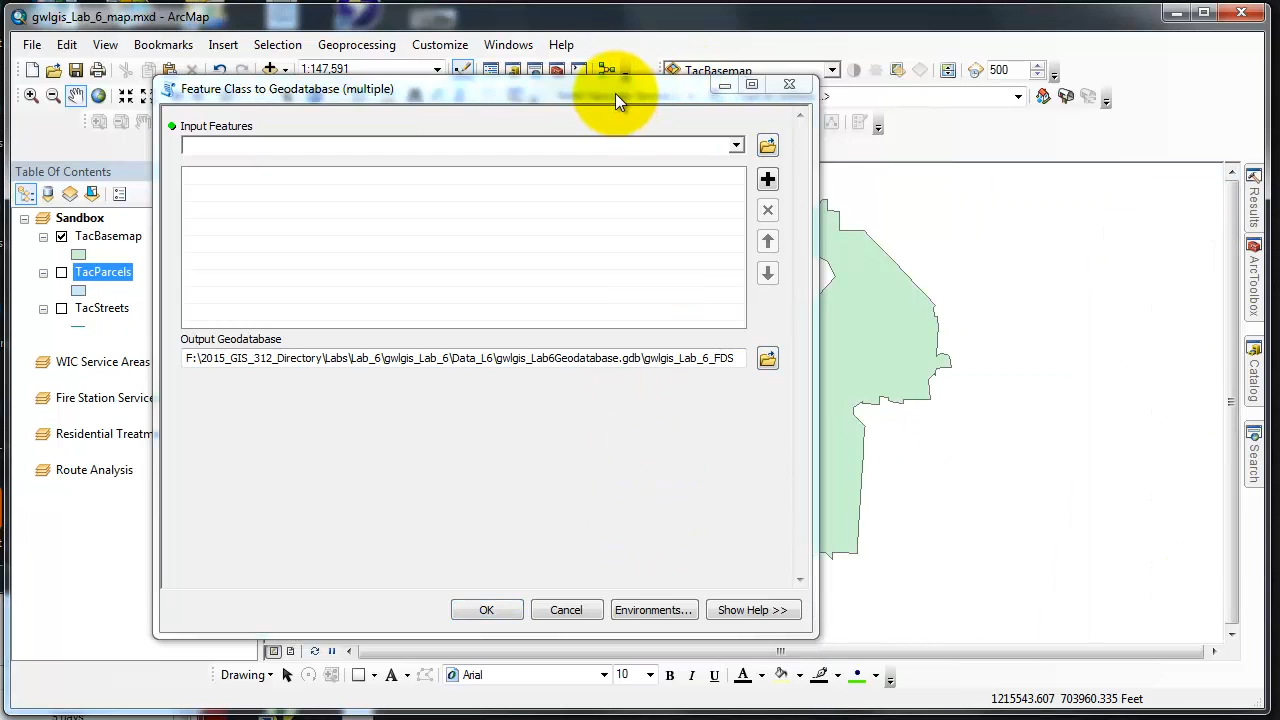 gwlgis_Lab_6_map.mxd - ArcMap
File Edit View Bookmarks Insert Selection Geoprocessing Customize Windows Help
1:147,591
TacBasemap
500
Feature Class to Geodatabase (multiple)
Input Features
Output Geodatabase
F:\2015_GIS_312_Directory\Labs\Lab_6\gwlgis_Lab_6\Data_L6\gwlgis_Lab6Geodatabase.gdb\gwlgis_Lab_6_FDS
OK Cancel Environments... Show Help >>
Table Of Contents
Sandbox
TacBasemap
TacParcels
TacStreets
WIC Service Areas
Fire Station Service
Residential Treatm
Route Analysis
Results
ArcToolbox
Catalog
Search
Drawing
Arial
10
B I U A
1215543.607 703960.335 Feet